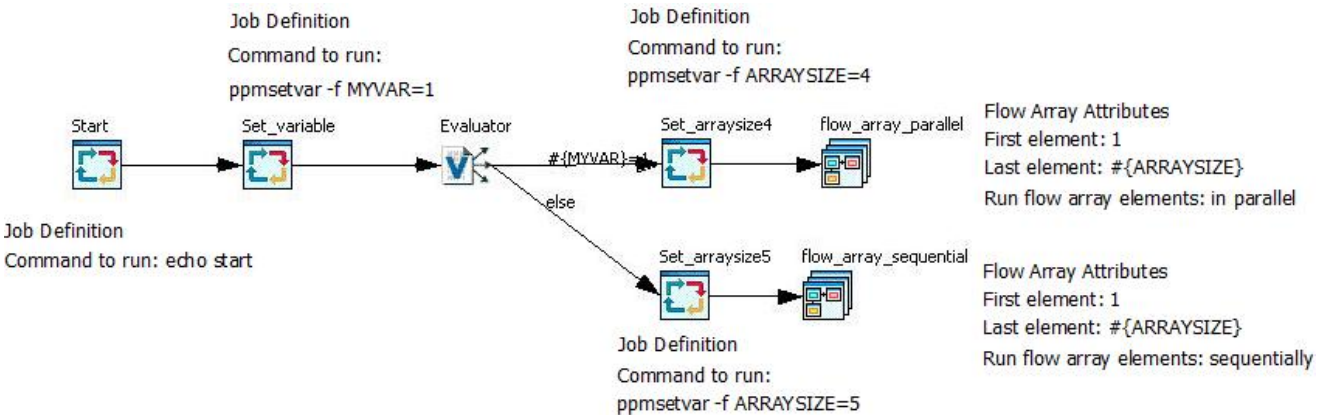 Job Definition
Command to run:
ppmsetvar -f MYVAR=1
Job Definition
Command to run:
ppmsetvar -f ARRAYSIZE=4
Start
Set_variable
Evaluator
#{MYVAR}=1
else
Set_arraysize4
flow_array_parallel
Flow Array Attributes
First element: 1
Last element: #{ARRAYSIZE}
Run flow array elements: in parallel
Job Definition
Command to run: echo start
Set_arraysize5
flow_array_sequential
Flow Array Attributes
First element: 1
Last element: #{ARRAYSIZE}
Run flow array elements: sequentially
Job Definition
Command to run:
ppmsetvar -f ARRAYSIZE=5